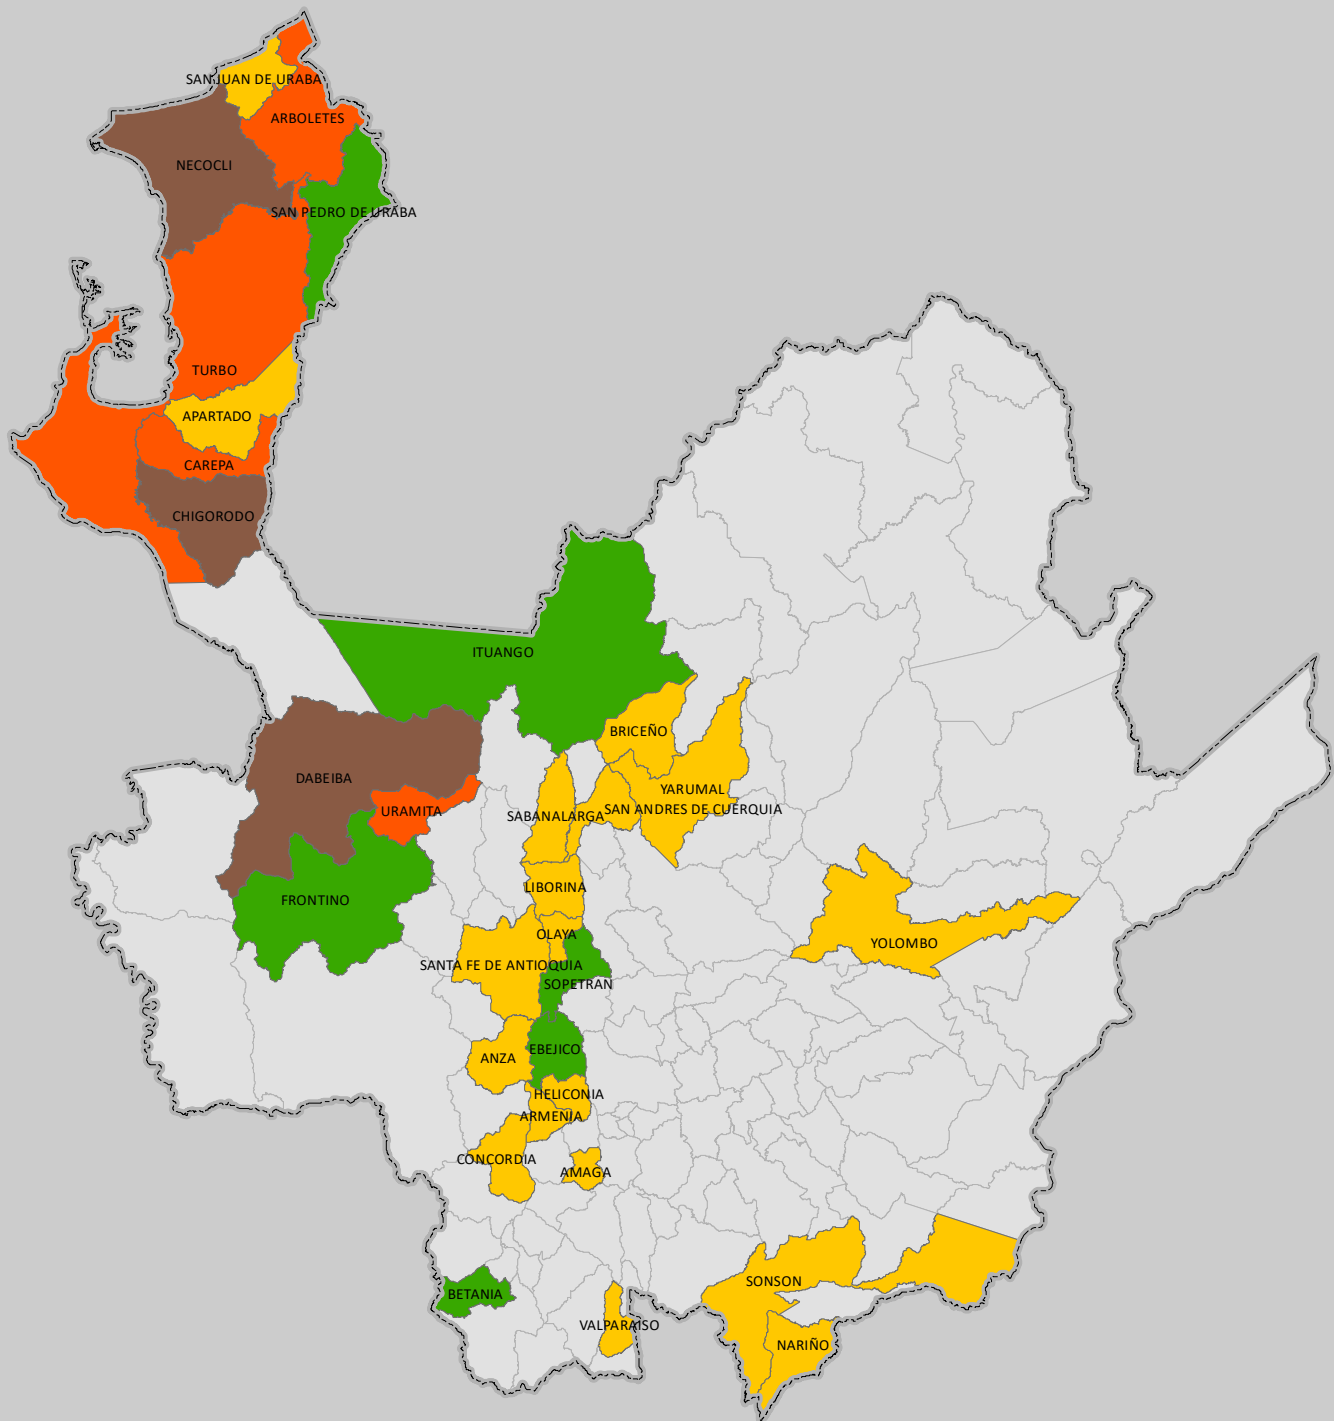 SAN JUAN DE URABA
ARBOLETES
NECOCLI
SAN PEDRO DE URABA
TURBO
APARTADO
CAREPA
CHIGORODO
ITUANGO
BRICEÑO
DABEIBA
YARUMAL
URAMITA
SAN ANDRES DE CUERQUIA
SABANALARGA
LIBORINA
FRONTINO
OLAYA
YOLOMBO
SANTA FE DE ANTIOQUIA
SOPETRAN
EBEJICO
ANZA
HELICONIA
ARMENIA
CONCORDIA
AMAGA
SONSON
BETANIA
VALPARAISO
NARIÑO